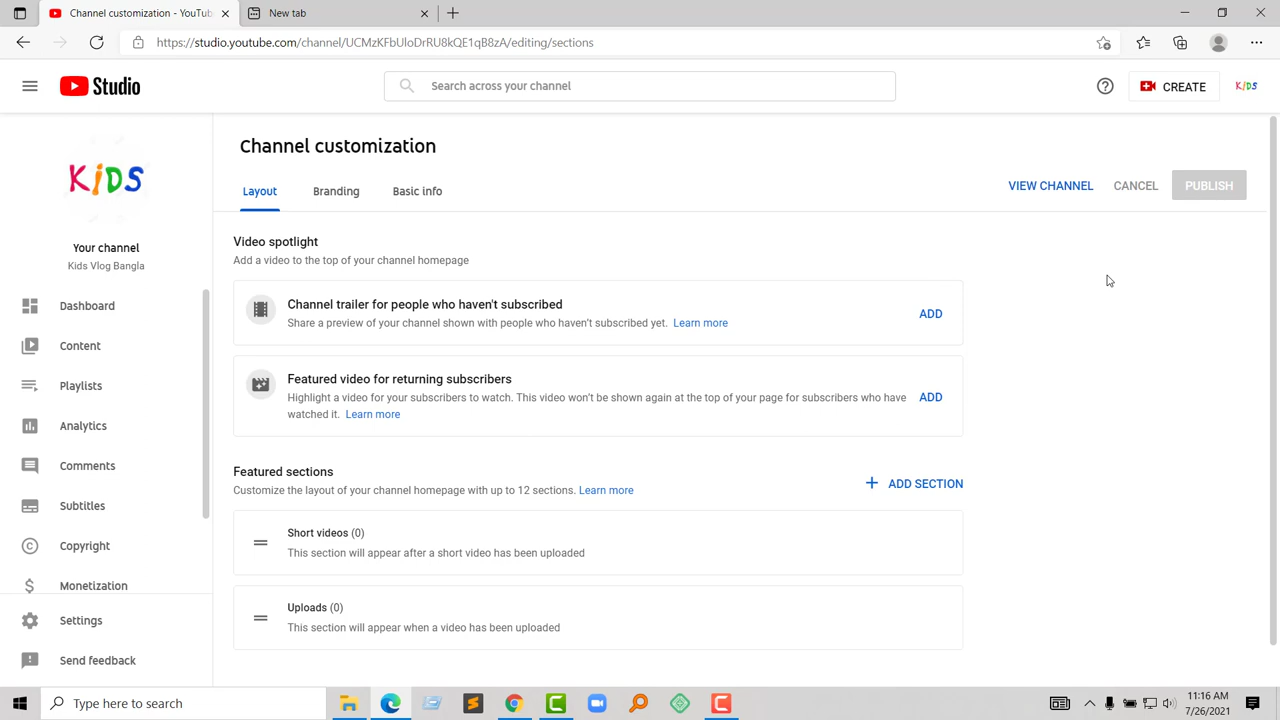 Channel customization - YouTub
New tab
https://studio.youtube.com/channel/UCMzKFbUloDrRU8kQE1qB8zA/editing/sections
Studio
Search across your channel
CREATE
KiDS
KiDS
Your channel
Kids Vlog Bangla
Dashboard
Content
Playlists
Analytics
Comments
Subtitles
Copyright
Monetization
Settings
Send feedback
Channel customization
Layout
Branding
Basic info
VIEW CHANNEL
CANCEL
PUBLISH
Video spotlight
Add a video to the top of your channel homepage
Channel trailer for people who haven't subscribed
Share a preview of your channel shown with people who haven't subscribed yet. Learn more
ADD
Featured video for returning subscribers
Highlight a video for your subscribers to watch. This video won't be shown again at the top of your page for subscribers who have
watched it. Learn more
ADD
Featured sections
Customize the layout of your channel homepage with up to 12 sections. Learn more
ADD SECTION
Short videos (0)
This section will appear after a short video has been uploaded
Uploads (0)
This section will appear when a video has been uploaded
Type here to search
11:16 AM
7/26/2021